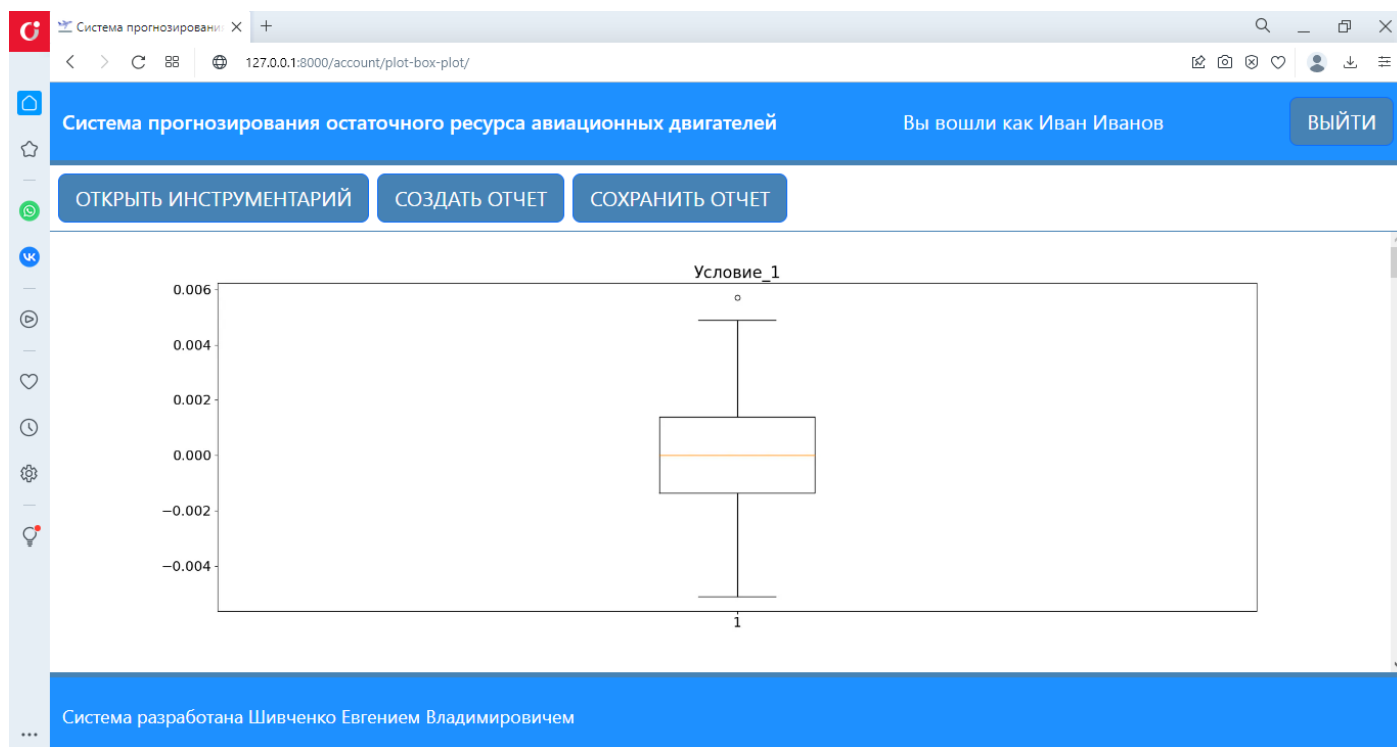 Система прогнозировани
127.0.0.1:8000/account/plot-box-plot/
Система прогнозирования остаточного ресурса авиационных двигателей
Вы вошли как Иван Иванов
ВЫЙТИ
ОТКРЫТЬ ИНСТРУМЕНТАРИЙ
СОЗДАТЬ ОТЧЕТ
СОХРАНИТЬ ОТЧЕТ
Условие_1
0.006
0.004
0.002
0.000
−0.002
−0.004
1
Система разработана Шивченко Евгением Владимировичем